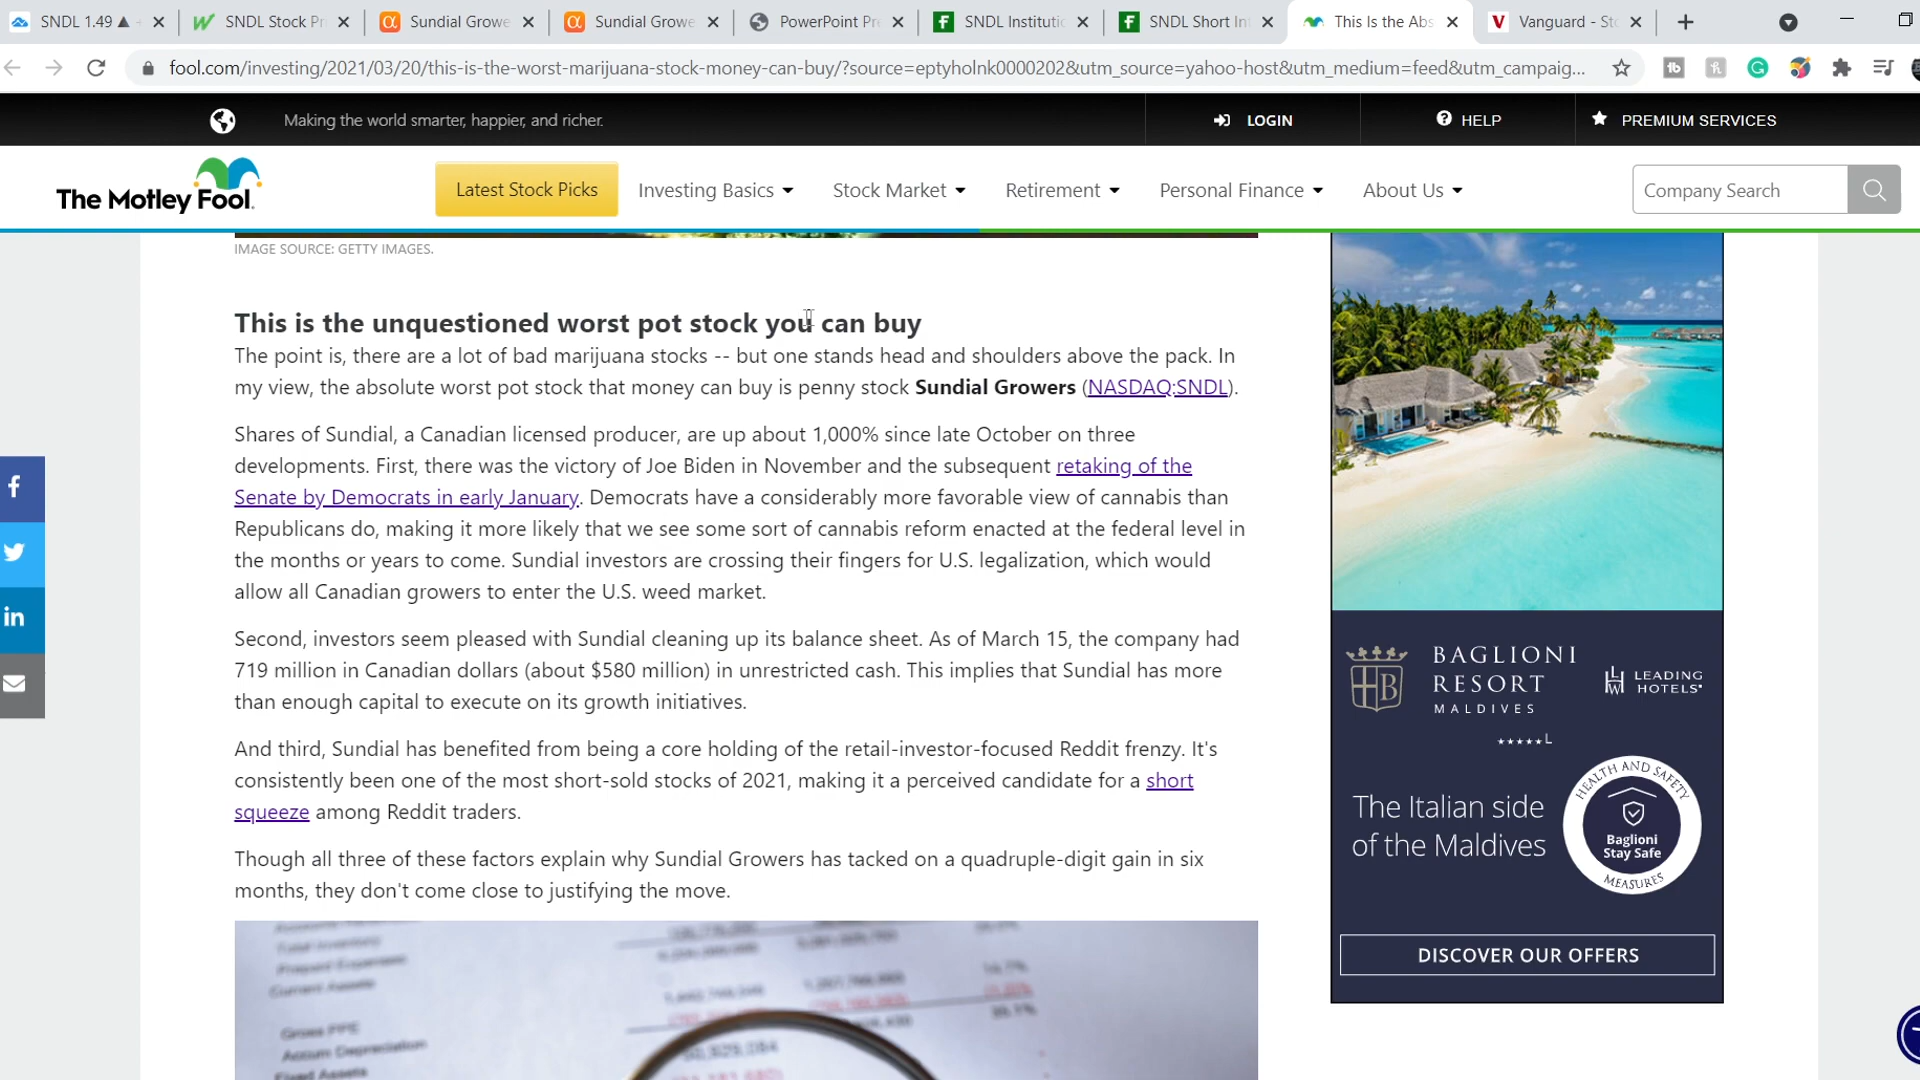 SNDL 1.49 ▲
SNDL Stock Pr
Sundial Growe
Sundial Growe
PowerPoint Pr
SNDL Instituti
SNDL Short Int
This Is the Abs
Vanguard - Sto
fool.com/investing/2021/03/20/this-is-the-worst-marijuana-stock-money-can-buy/?source=eptyholnk0000202&utm_source=yahoo-host&utm_medium=feed&utm_campaig...
Making the world smarter, happier, and richer.
LOGIN
HELP
PREMIUM SERVICES
The Motley Fool.
Latest Stock Picks
Investing Basics
Stock Market
Retirement
Personal Finance
About Us
Company Search
IMAGE SOURCE: GETTY IMAGES.
This is the unquestioned worst pot stock you can buy
The point is, there are a lot of bad marijuana stocks -- but one stands head and shoulders above the pack. In
my view, the absolute worst pot stock that money can buy is penny stock Sundial Growers (NASDAQ:SNDL).
Shares of Sundial, a Canadian licensed producer, are up about 1,000% since late October on three
developments. First, there was the victory of Joe Biden in November and the subsequent retaking of the
Senate by Democrats in early January. Democrats have a considerably more favorable view of cannabis than
Republicans do, making it more likely that we see some sort of cannabis reform enacted at the federal level in
the months or years to come. Sundial investors are crossing their fingers for U.S. legalization, which would
allow all Canadian growers to enter the U.S. weed market.
Second, investors seem pleased with Sundial cleaning up its balance sheet. As of March 15, the company had
719 million in Canadian dollars (about $580 million) in unrestricted cash. This implies that Sundial has more
than enough capital to execute on its growth initiatives.
And third, Sundial has benefited from being a core holding of the retail-investor-focused Reddit frenzy. It's
consistently been one of the most short-sold stocks of 2021, making it a perceived candidate for a short
squeeze among Reddit traders.
Though all three of these factors explain why Sundial Growers has tacked on a quadruple-digit gain in six
months, they don't come close to justifying the move.
Total Inventory
Prepaid Expenses
Current Assets
Gross PPE
Accum Depreciation
Fixed Assets
BAGLIONI
RESORT
MALDIVES
LEADING
HOTELS
★★★★★L
The Italian side
of the Maldives
HEALTH AND SAFETY
Baglioni
Stay Safe
MEASURES
DISCOVER OUR OFFERS